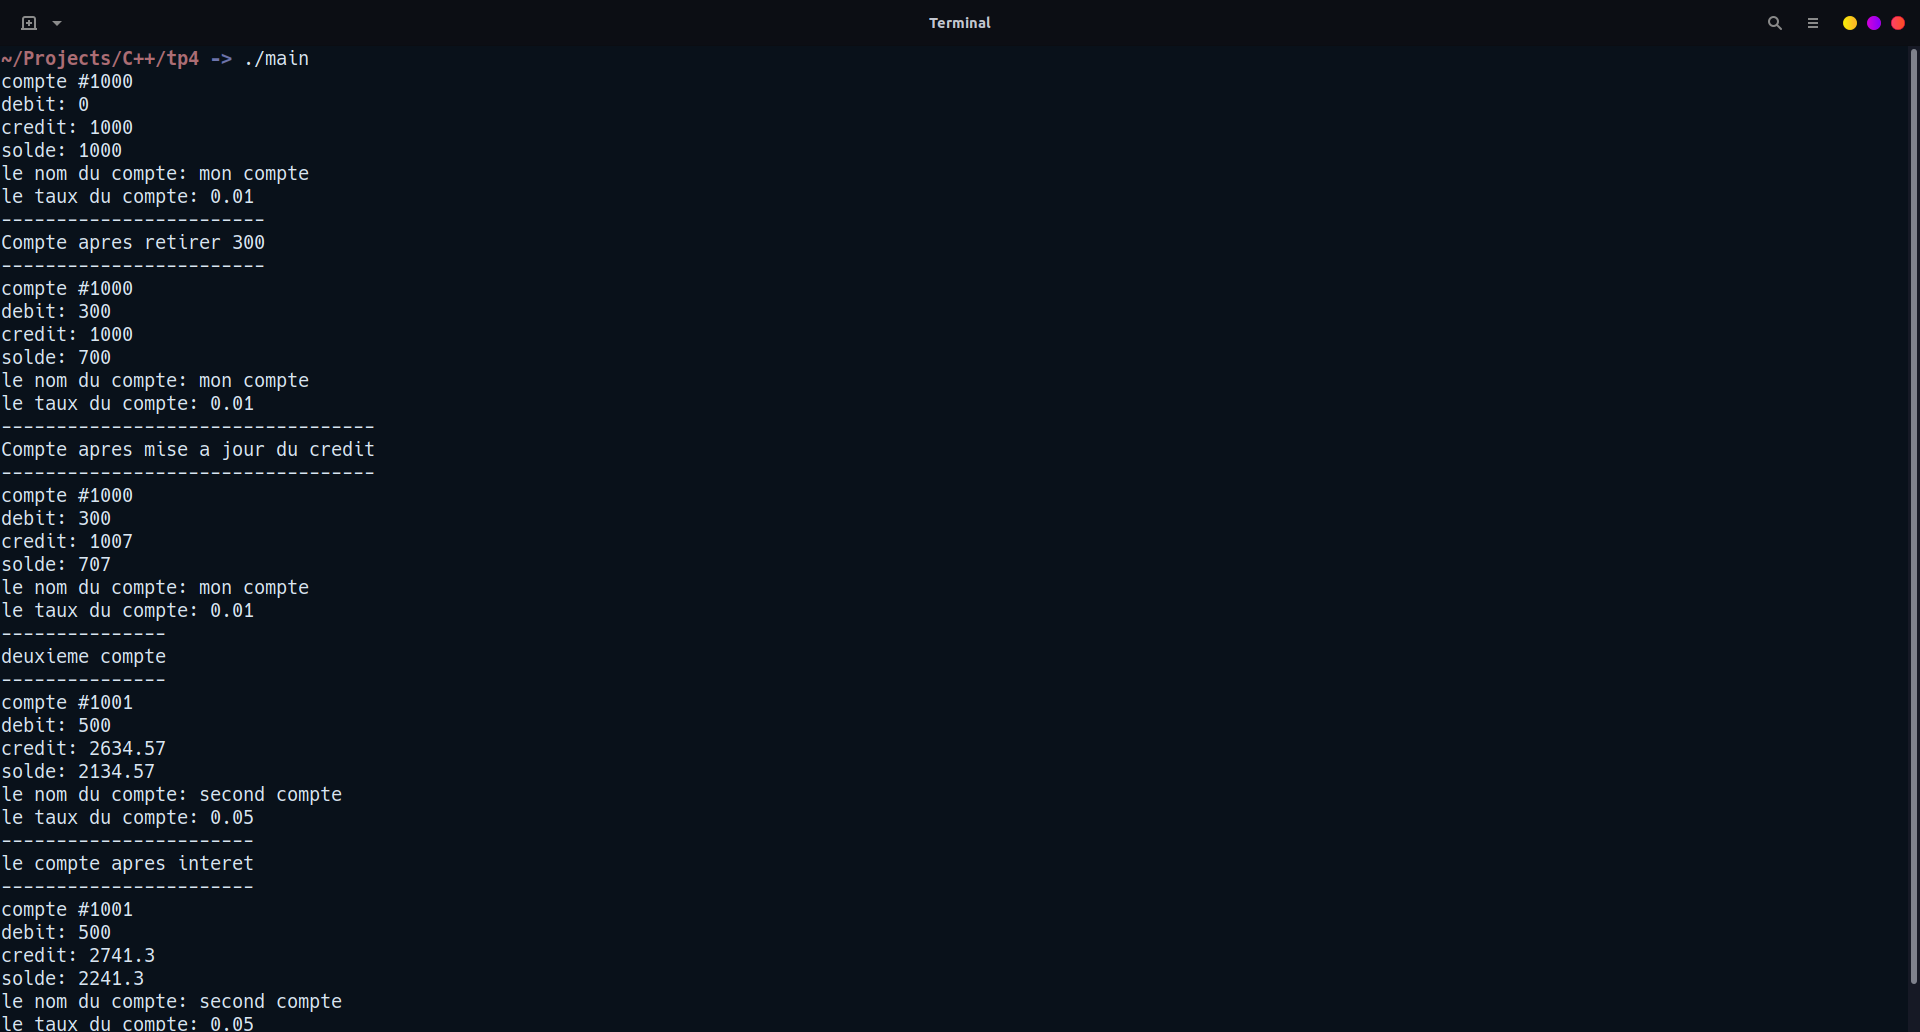 Terminal
~/Projects/C++/tp4 -> ./main
compte #1000
debit: 0
credit: 1000
solde: 1000
le nom du compte: mon compte
le taux du compte: 0.01
------------------------
Compte apres retirer 300
------------------------
compte #1000
debit: 300
credit: 1000
solde: 700
le nom du compte: mon compte
le taux du compte: 0.01
----------------------------------
Compte apres mise a jour du credit
----------------------------------
compte #1000
debit: 300
credit: 1007
solde: 707
le nom du compte: mon compte
le taux du compte: 0.01
---------------
deuxieme compte
---------------
compte #1001
debit: 500
credit: 2634.57
solde: 2134.57
le nom du compte: second compte
le taux du compte: 0.05
-----------------------
le compte apres interet
-----------------------
compte #1001
debit: 500
credit: 2741.3
solde: 2241.3
le nom du compte: second compte
le taux du compte: 0.05